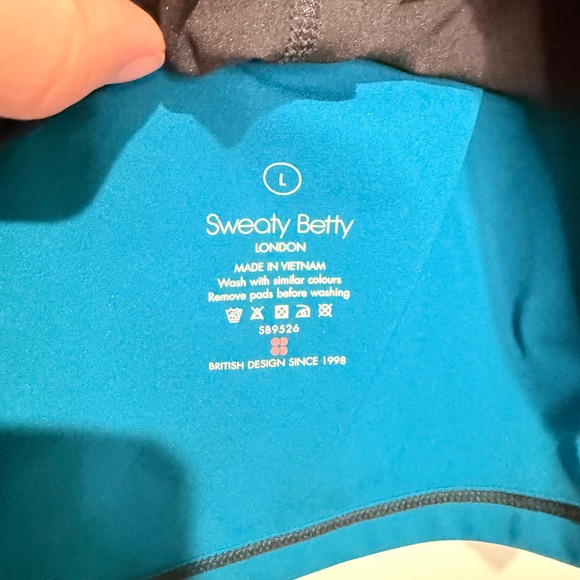 L
Sweaty Betty
LONDON
MADE IN VIETNAM
Wash with similar colours
Remove pads before washing
40
SB9526
BRITISH DESIGN SINCE 1998